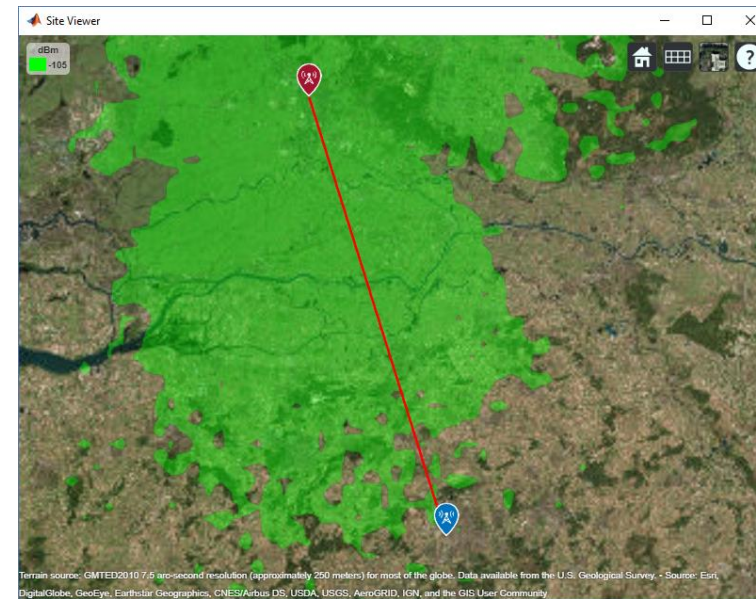 Site Viewer
dBm
-105
?
Terrain source: GMTED2010 7.5 arc-second resolution (approximately 250 meters) for most of the globe. Data available from the U.S. Geological Survey. - Source: Esri,
DigitalGlobe, GeoEye, Earthstar Geographics, CNES/Airbus DS, USDA, USGS, AeroGRID, IGN, and the GIS User Community